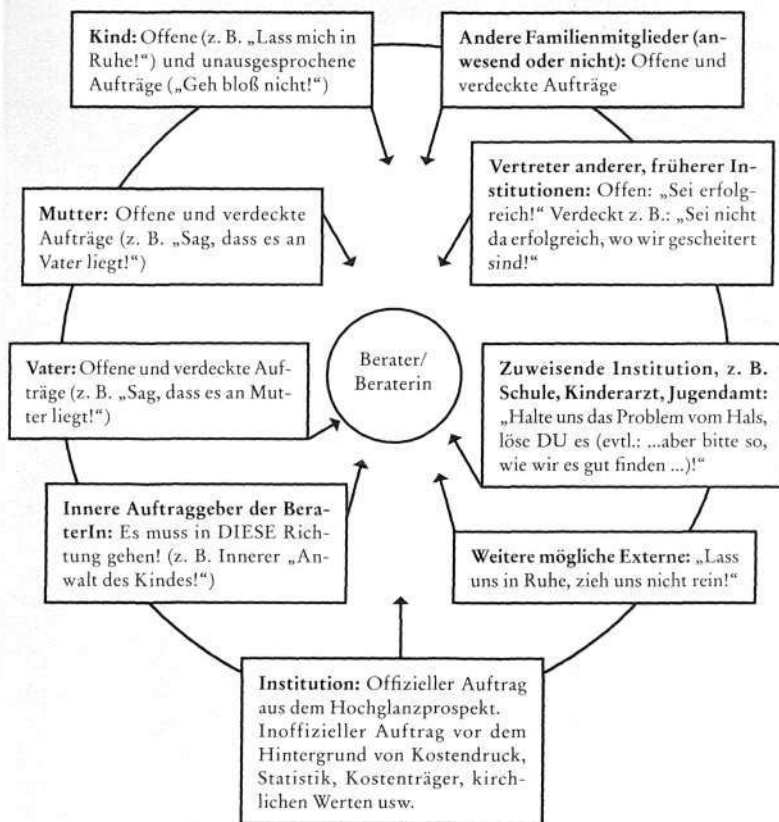 Kind: Offene (z. B. „Lass mich in
Ruhe!“) und unausgesprochene
Aufträge („Geh bloß nicht!“)
Andere Familienmitglieder (an-
wesend oder nicht): Offene und
verdeckte Aufträge
Mutter: Offene und verdeckte
Aufträge (z. B. „Sag, dass es an
Vater liegt!“)
Vertreter anderer, früherer In-
stitutionen: Offen: „Sei erfolg-
reich!“ Verdeckt z. B.: „Sei nicht
da erfolgreich, wo wir gescheitert
sind!“
Vater: Offene und verdeckte Auf-
träge (z. B. „Sag, dass es an Mut-
ter liegt!“)
Berater/
Beraterin
Zuweisende Institution, z. B.
Schule, Kinderarzt, Jugendamt:
„Halte uns das Problem vom Hals,
löse DU es (evtl.: ...aber bitte so,
wie wir es gut finden ...)!“
Innere Auftraggeber der Bera-
terIn: Es muss in DIESE Rich-
tung gehen! (z. B. Innerer „An-
walt des Kindes!“)
Weitere mögliche Externe: „Lass
uns in Ruhe, zieh uns nicht rein!“
Institution: Offizieller Auftrag
aus dem Hochglanzprospekt.
Inoffizieller Auftrag vor dem
Hintergrund von Kostendruck,
Statistik, Kostenträger, kirch-
lichen Werten usw.